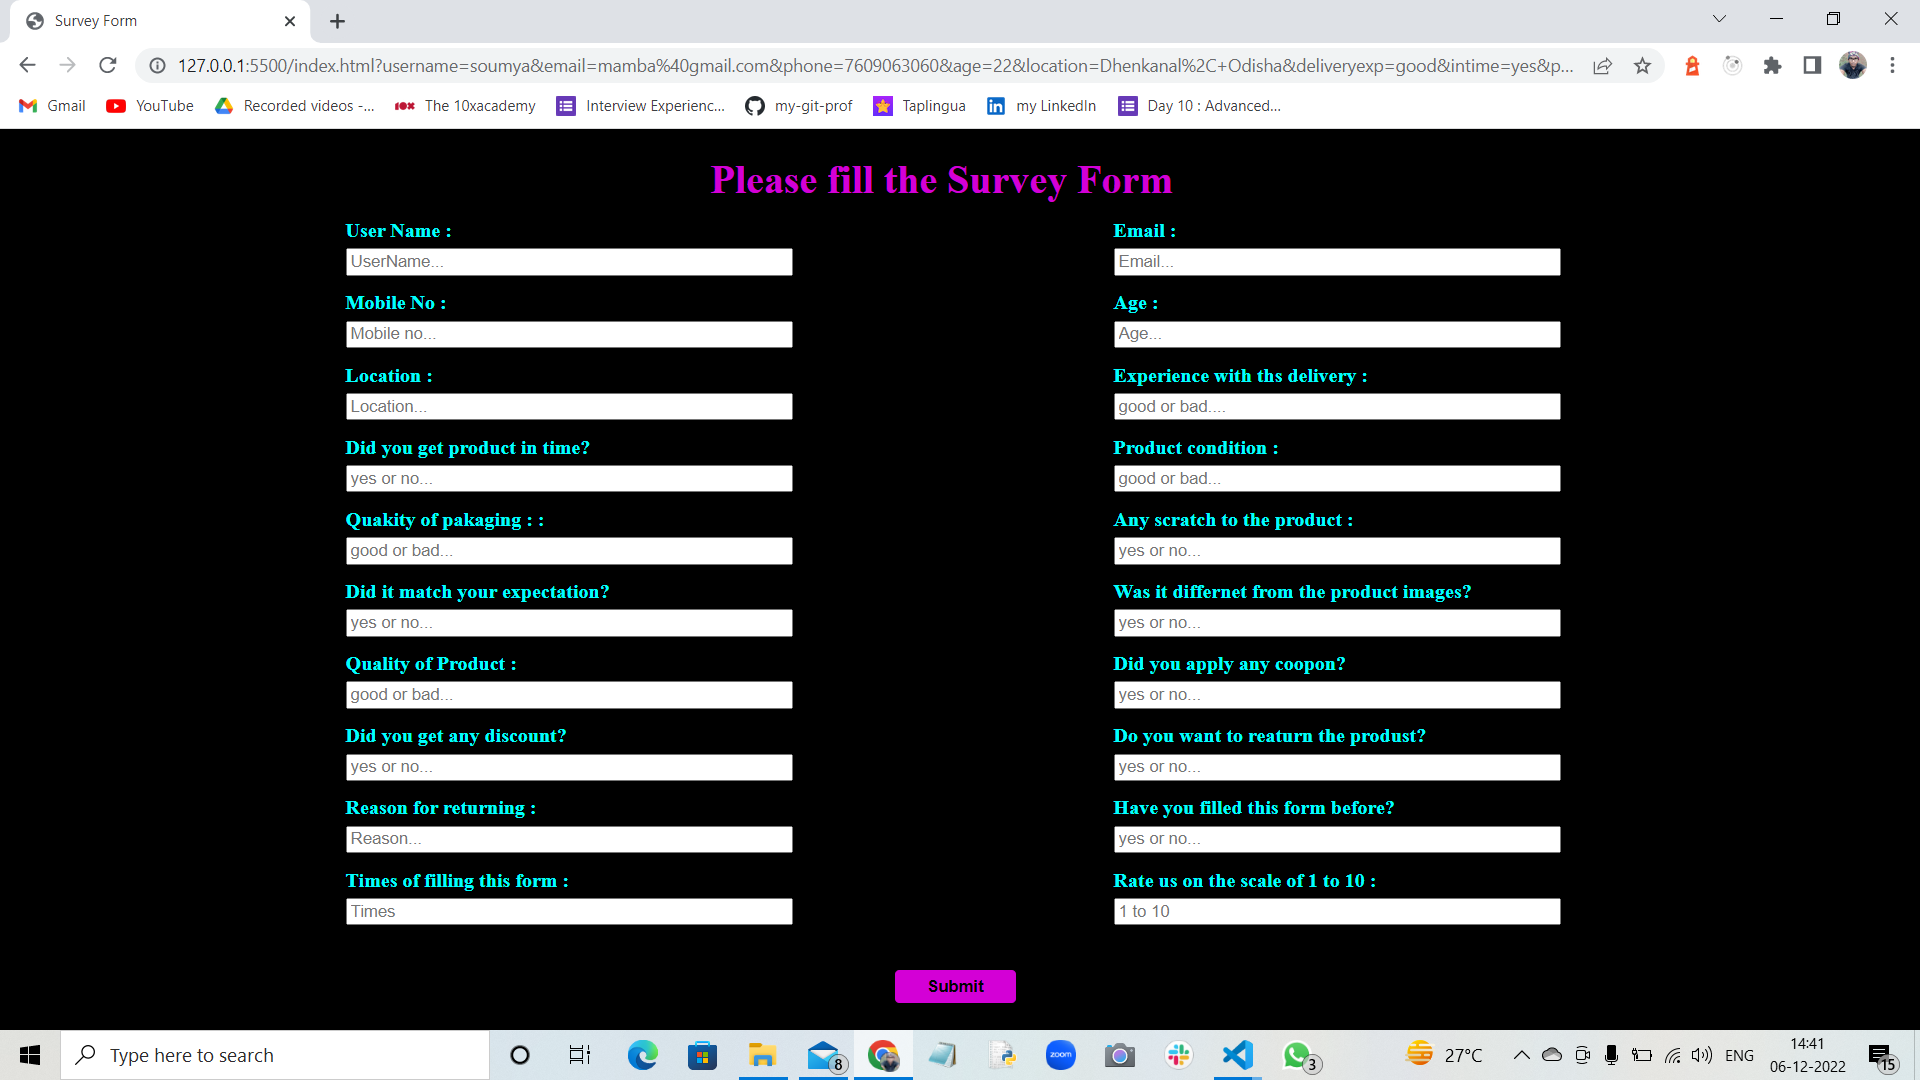 Survey Form
127.0.0.1:5500/index.html?username=soumya&email=mamba%40gmail.com&phone=7609063060&age=22&location=Dhenkanal%2C+Odisha&deliveryexp=good&intime=yes&p...
Gmail YouTube Recorded videos -... The 10xacademy Interview Experienc... my-git-prof Taplingua my LinkedIn Day 10 : Advanced...
Please fill the Survey Form
User Name : Email :
UserName... Email...
Mobile No : Age :
Mobile no... Age...
Location : Experience with ths delivery :
Location... good or bad....
Did you get product in time? Product condition :
yes or no... good or bad...
Quakity of pakaging : : Any scratch to the product :
good or bad... yes or no...
Did it match your expectation? Was it differnet from the product images?
yes or no... yes or no...
Quality of Product : Did you apply any coopon?
good or bad... yes or no...
Did you get any discount? Do you want to reaturn the produst?
yes or no... yes or no...
Reason for returning : Have you filled this form before?
Reason... yes or no...
Times of filling this form : Rate us on the scale of 1 to 10 :
Times 1 to 10
Submit
Type here to search 8 zoom 3 27°C ENG 14:41
06-12-2022 15